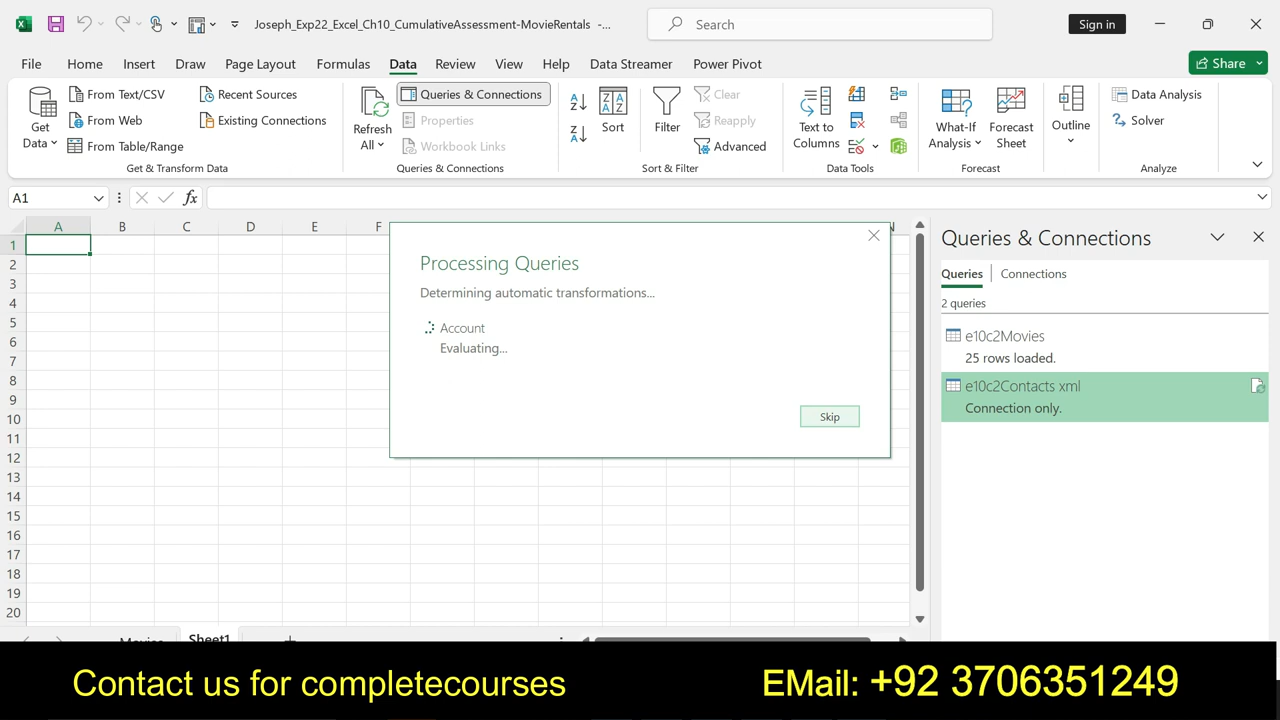 Joseph_Exp22_Excel_Ch10_CumulativeAssessment-MovieRentals -... Search Sign in
File Home Insert Draw Page Layout Formulas Data Review View Help Data Streamer Power Pivot Share
Get Data
From Text/CSV
From Web
From Table/Range
Recent Sources
Existing Connections
Get & Transform Data
Refresh All
Queries & Connections
Properties
Workbook Links
Queries & Connections
Sort
Filter
Clear
Reapply
Advanced
Sort & Filter
Text to Columns
Data Tools
What-If Analysis
Forecast Sheet
Forecast
Outline
Data Analysis
Solver
Analyze
A1 fx
A B C D E F N
1
2
3
4
5
6
7
8
9
10
11
12
13
14
15
16
17
18
19
20
Processing Queries
Determining automatic transformations...
Account
Evaluating...
Skip
Queries & Connections
Queries Connections
2 queries
e10c2Movies
25 rows loaded.
e10c2Contacts xml
Connection only.
Movies Sheet1
Contact us for completecourses EMail: +92 3706351249